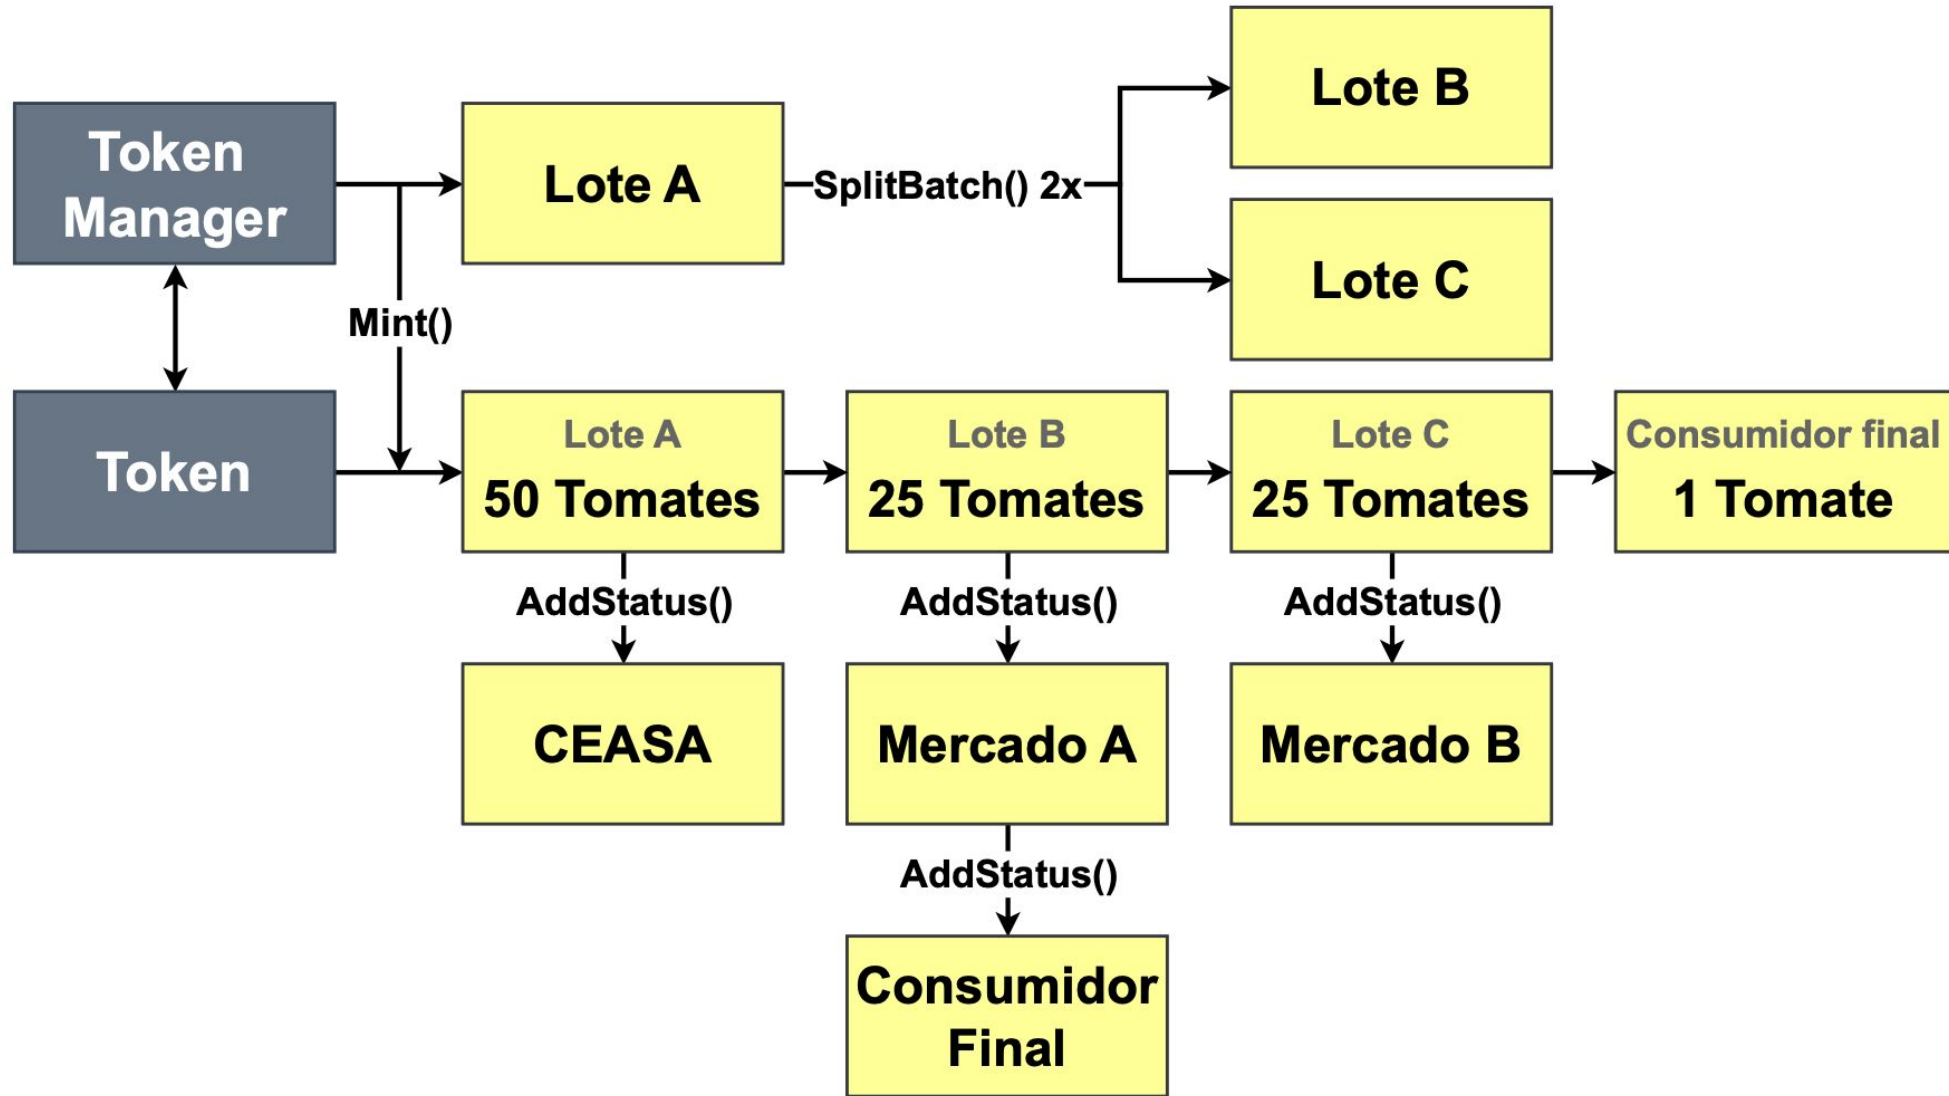 Lote B
Token
Manager
Lote A
SplitBatch() 2x
Lote C
Mint()
Token
Lote A
50 Tomates
Lote B
25 Tomates
Lote C
25 Tomates
Consumidor final
1 Tomate
AddStatus()
AddStatus()
AddStatus()
CEASA
Mercado A
Mercado B
AddStatus()
Consumidor
Final